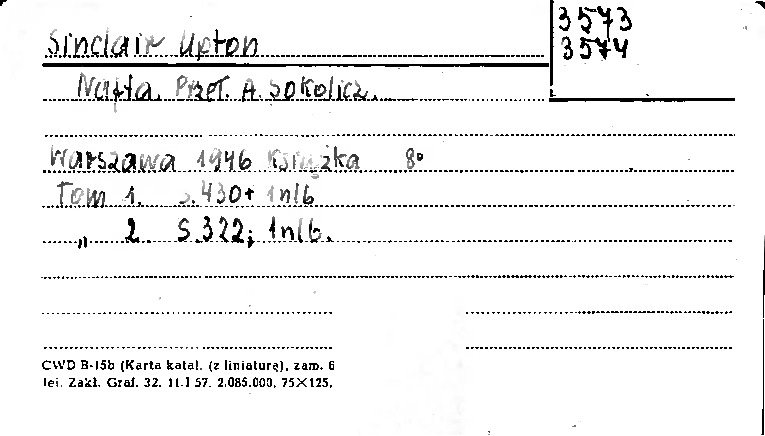 3573
3574
Sinclair Upton
Nafta. Przeł. A. Sokolicz.
Warszawa 1946 Książka 8°
Tom 1. S.430+1nlb
„ 2. S.322; 1nlb.
CWD B-15b (Karta katal. (z liniaturą), zam. 6
lei. Zakł. Graf. 32. 11.I 57. 2.085.000. 75×125.